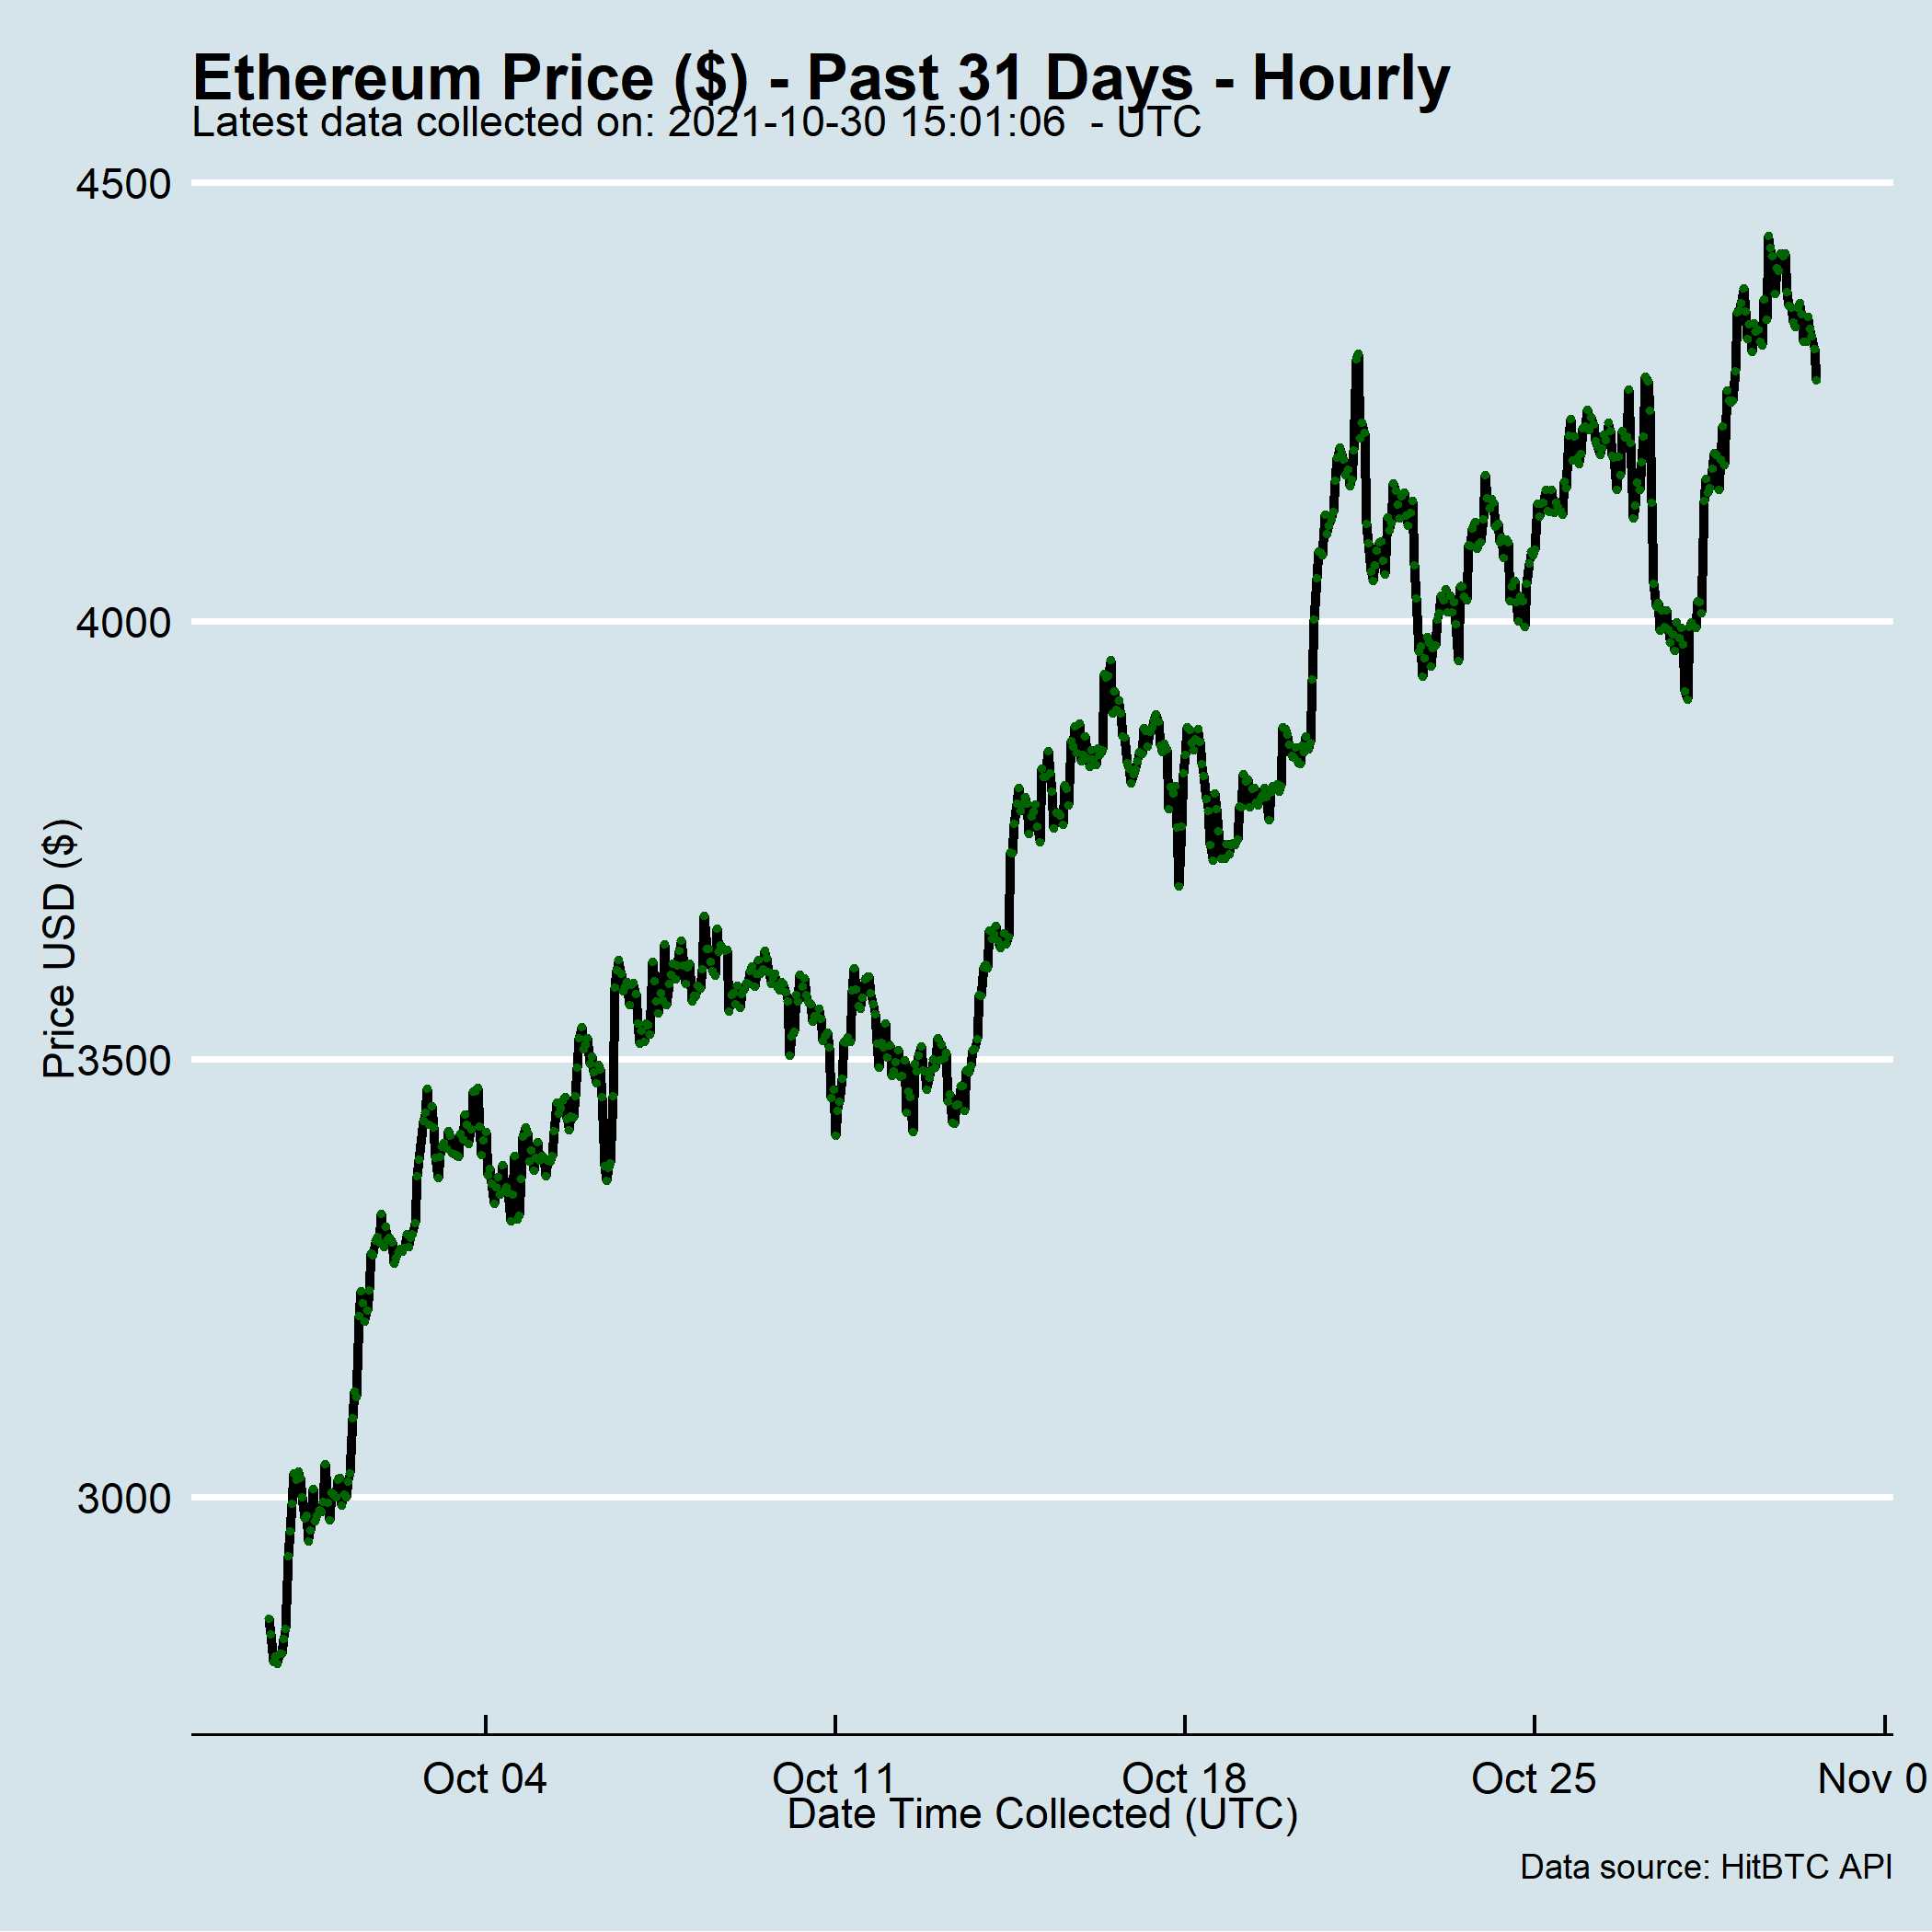 Ethereum Price ($) - Past 31 Days - Hourly
Latest data collected on: 2021-10-30 15:01:06  - UTC
4500
4000
3500
3000
Price USD ($)
Oct 04
Oct 11
Oct 18
Oct 25
Nov 0
Date Time Collected (UTC)
Data source: HitBTC API